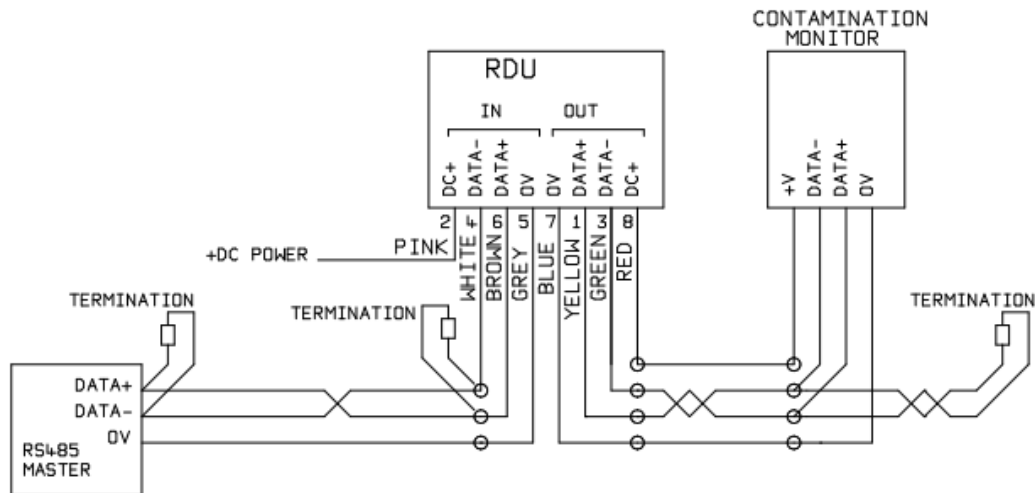 CONTAMINATION
MONITOR
RDU
IN
OUT
DC+
DATA-
DATA+
0V
0V
DATA+
DATA-
DC+
+V
DATA-
DATA+
0V
2
4
6
5
7
1
3
8
+DC POWER
PINK
WHITE
BROWN
GREY
BLUE
YELLOW
GREEN
RED
TERMINATION
TERMINATION
TERMINATION
DATA+
DATA-
0V
RS485
MASTER